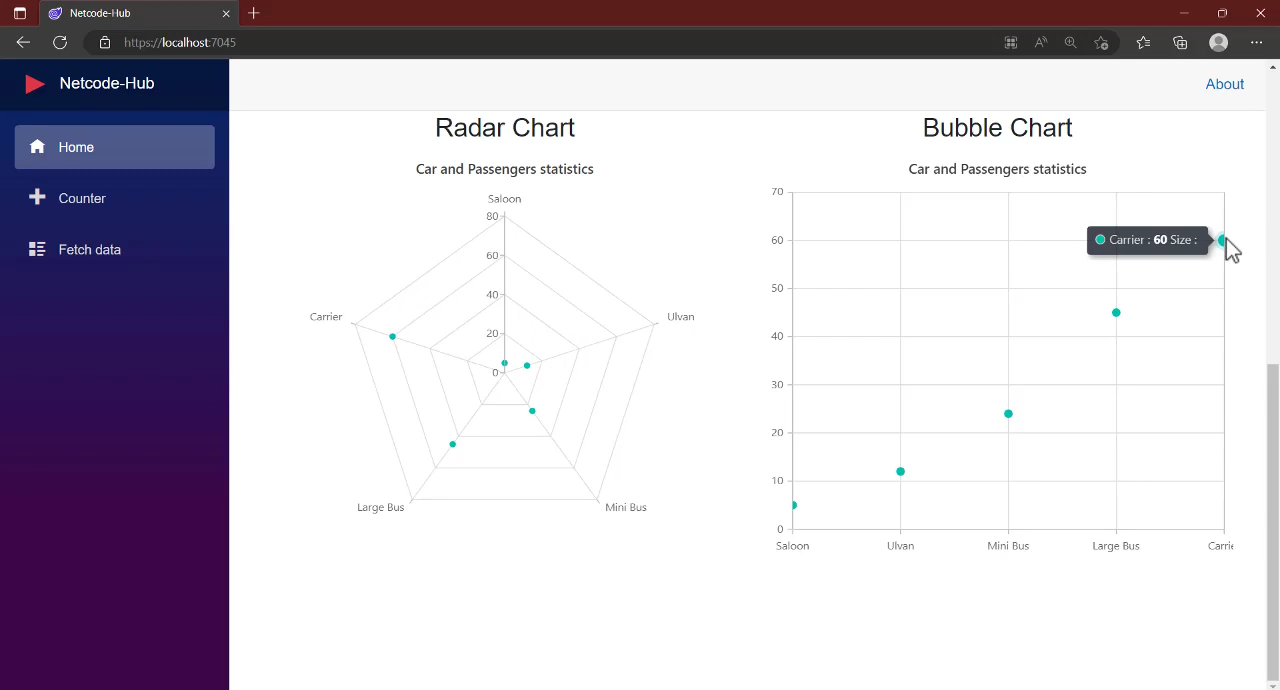 Netcode-Hub
https://localhost:7045
Netcode-Hub
About
Home
Counter
Fetch data
Radar Chart
Car and Passengers statistics
Saloon
80
60
40
20
0
Carrier
Ulvan
Large Bus
Mini Bus
Bubble Chart
Car and Passengers statistics
70
60
50
40
30
20
10
0
Carrier : 60 Size :
Saloon
Ulvan
Mini Bus
Large Bus
Carrie